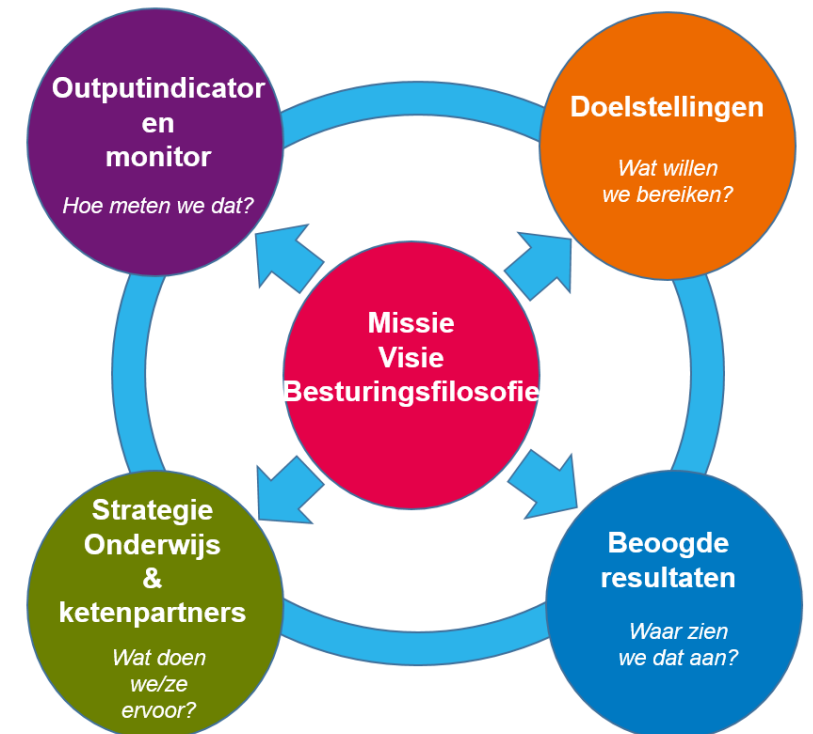 Outputindicator
en
monitor
Hoe meten we dat?
Doelstellingen
Wat willen
we bereiken?
Missie
Visie
Besturingsfilosofie
Strategie
Onderwijs
&
ketenpartners
Wat doen
we/ze
ervoor?
Beoogde
resultaten
Waar zien
we dat aan?